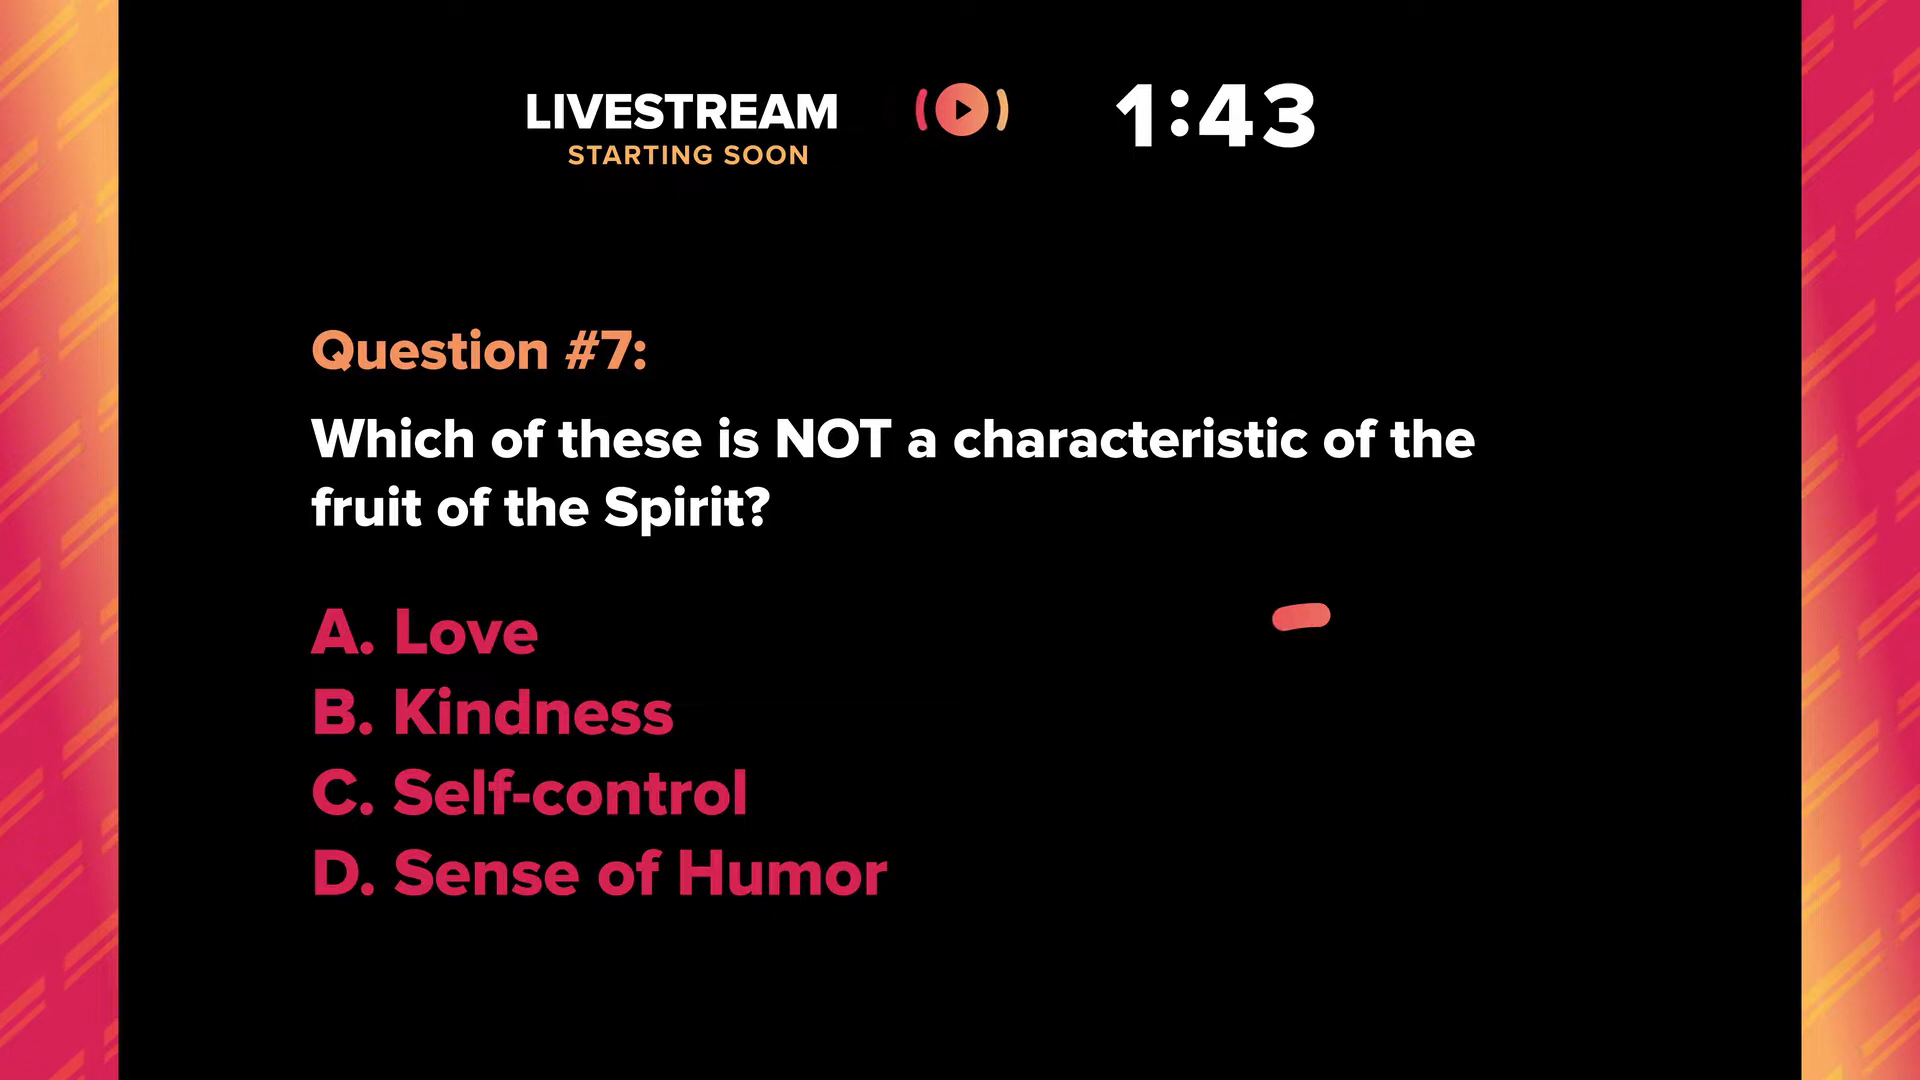 LIVESTREAM
STARTING SOON
1:43
Question #7:
Which of these is NOT a characteristic of the
fruit of the Spirit?
A. Love
B. Kindness
C. Self-control
D. Sense of Humor